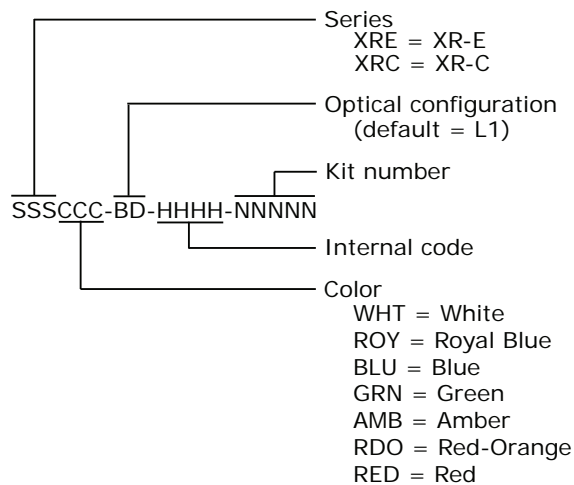 Series
XRE = XR-E
XRC = XR-C
Optical configuration
(default = L1)
Kit number
SSSCCC-BD-HHHH-NNNNN
Internal code
Color
WHT = White
ROY = Royal Blue
BLU = Blue
GRN = Green
AMB = Amber
RDO = Red-Orange
RED = Red